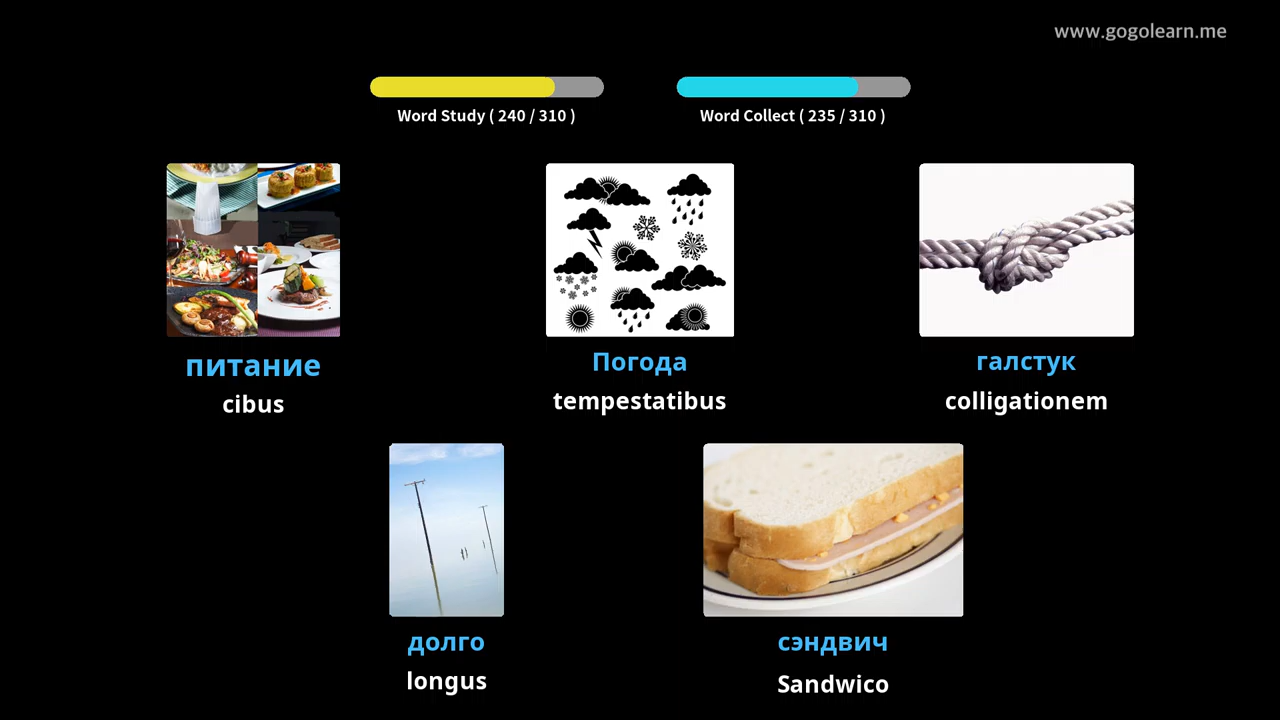 www.gogolearn.me
Word Study ( 240 / 310 )
Word Collect ( 235 / 310 )
питание
cibus
Погода
tempestatibus
галстук
colligationem
долго
longus
сэндвич
Sandwico